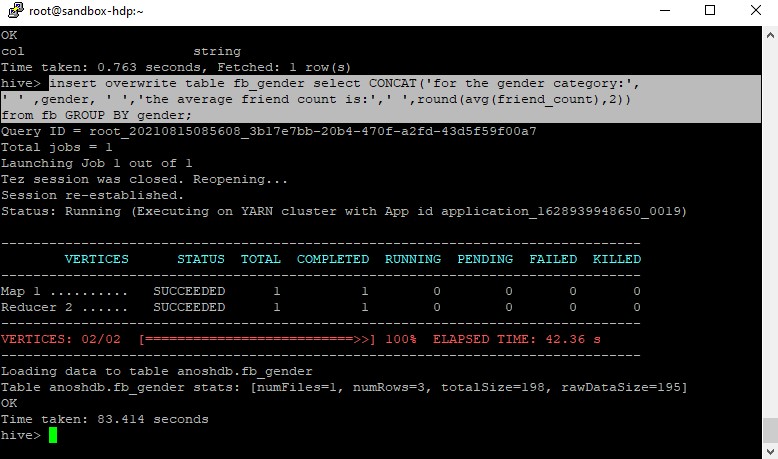 root@sandbox-hdp:~
OK
col                     string
Time taken: 0.763 seconds, Fetched: 1 row(s)
hive> insert overwrite table fb_gender select CONCAT('for the gender category:',
' ' ,gender, ' ','the average friend count is:',' ',round(avg(friend_count),2))
from fb GROUP BY gender;
Query ID = root_20210815085608_3b17e7bb-20b4-470f-a2fd-43d5f59f00a7
Total jobs = 1
Launching Job 1 out of 1
Tez session was closed. Reopening...
Session re-established.
Status: Running (Executing on YARN cluster with App id application_1628939948650_0019)
--------------------------------------------------------------------------------
        VERTICES      STATUS  TOTAL  COMPLETED  RUNNING  PENDING  FAILED  KILLED
--------------------------------------------------------------------------------
Map 1 ..........   SUCCEEDED      1          1        0        0       0       0
Reducer 2 ......   SUCCEEDED      1          1        0        0       0       0
--------------------------------------------------------------------------------
VERTICES: 02/02  [==========================>>] 100%  ELAPSED TIME: 42.36 s
--------------------------------------------------------------------------------
Loading data to table anoshdb.fb_gender
Table anoshdb.fb_gender stats: [numFiles=1, numRows=3, totalSize=198, rawDataSize=195]
OK
Time taken: 83.414 seconds
hive>